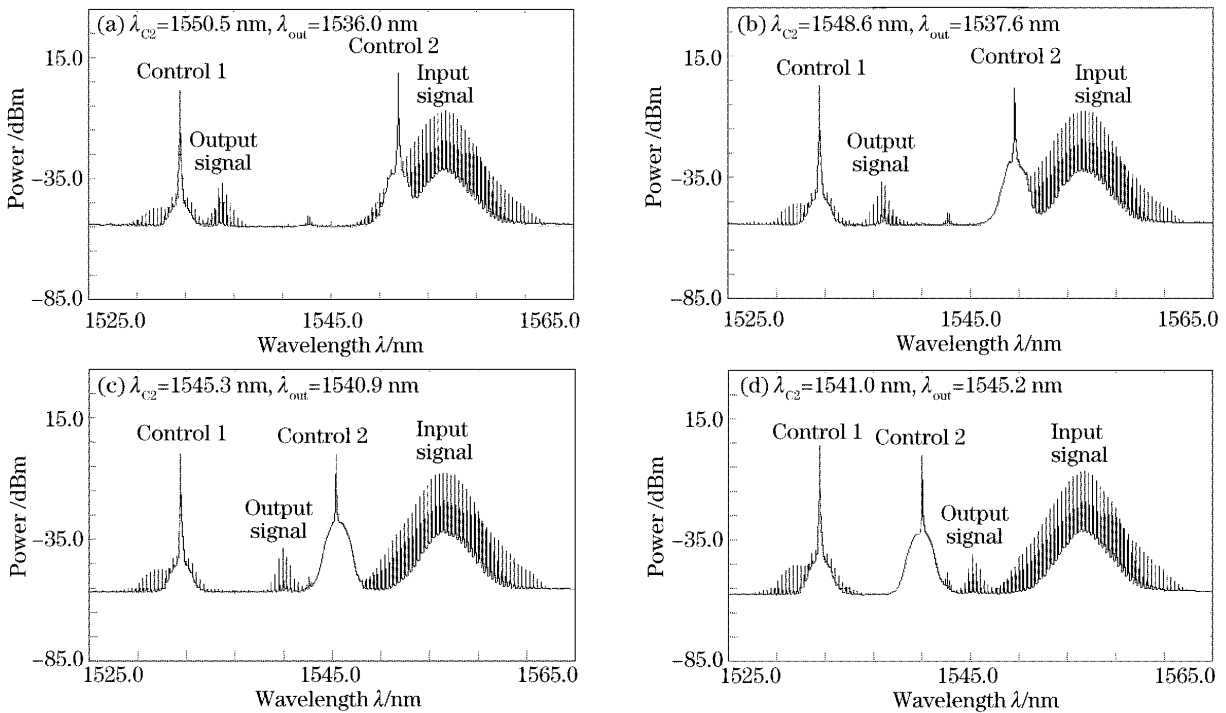 (a) λC2=1550.5 nm, λout=1536.0 nm
Control 2
15.0
Control 1
Input
signal
Output
signal
Power /dBm
−35.0
−85.0
1525.0 1545.0 1565.0
Wavelength λ/nm
(b) λC2=1548.6 nm, λout=1537.6 nm
15.0
Control 1
Control 2
Input
signal
Output
signal
Power /dBm
−35.0
−85.0
1525.0 1545.0 1565.0
Wavelength λ/nm
(c) λC2=1545.3 nm, λout=1540.9 nm
15.0
Control 1
Control 2
Input
signal
Output
signal
Power /dBm
−35.0
−85.0
1525.0 1545.0 1565.0
Wavelength λ/nm
(d) λC2=1541.0 nm, λout=1545.2 nm
15.0
Control 1
Control 2
Input
signal
Output
signal
Power /dBm
−35.0
−85.0
1525.0 1545.0 1565.0
Wavelength λ/nm